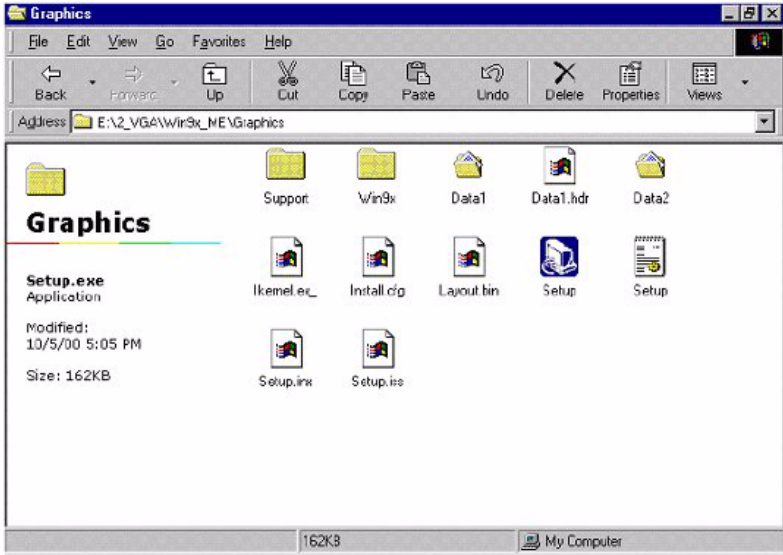 Graphics
File Edit View Go Favorites Help
Back Forward Up Cut Copy Paste Undo Delete Properties Views
Address E:\2_VGA\Win9x_ME\Graphics
Graphics
Setup.exe
Application
Modified:
10/5/00 5:05 PM
Size: 162KB
Support Win9x Data1 Data1.hdr Data2
Ikernel.ex_ Install.cfg Layout.bin Setup Setup
Setup.inx Setup.iss
162KB My Computer